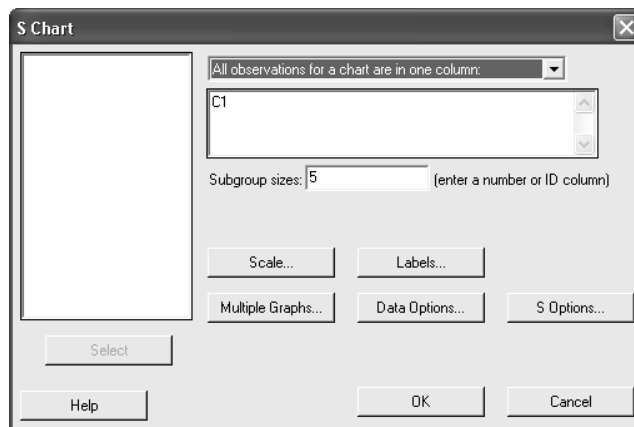 S Chart
All observations for a chart are in one column:
C1
Subgroup sizes: 5 (enter a number or ID column)
Scale... Labels...
Multiple Graphs... Data Options... S Options...
Select
Help OK Cancel